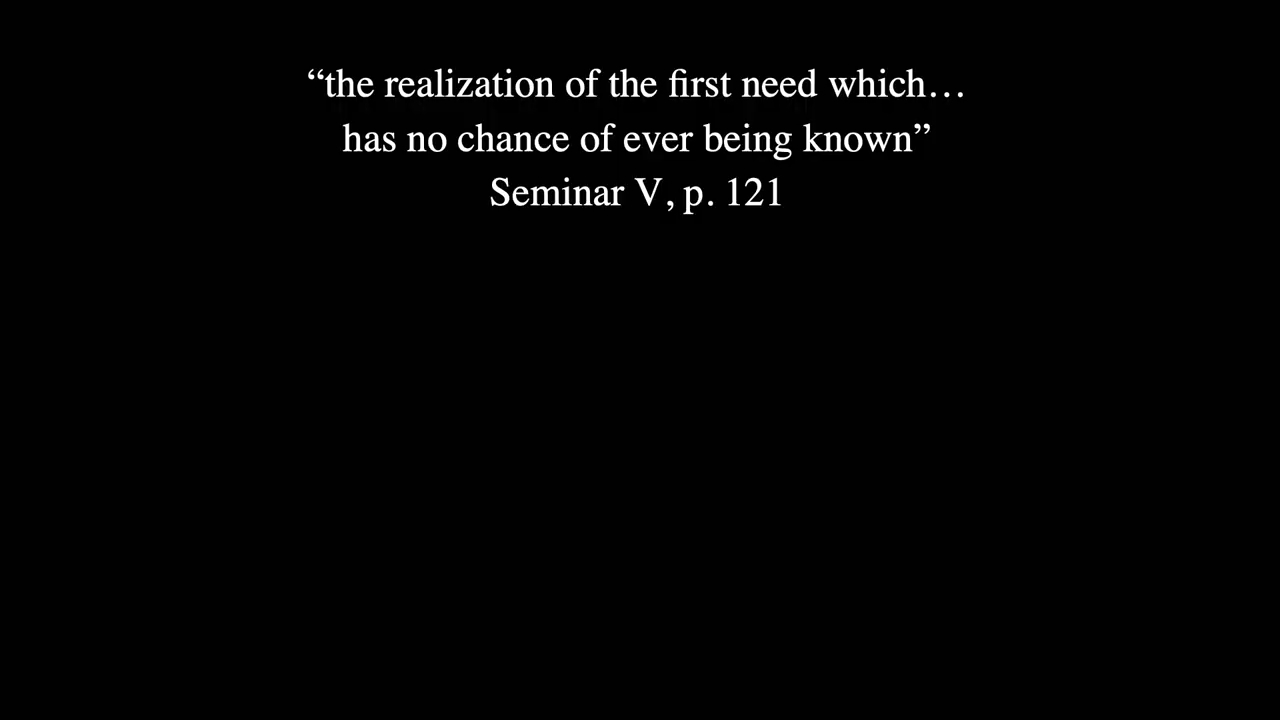 “the realization of the first need which…
has no chance of ever being known”
Seminar V, p. 121